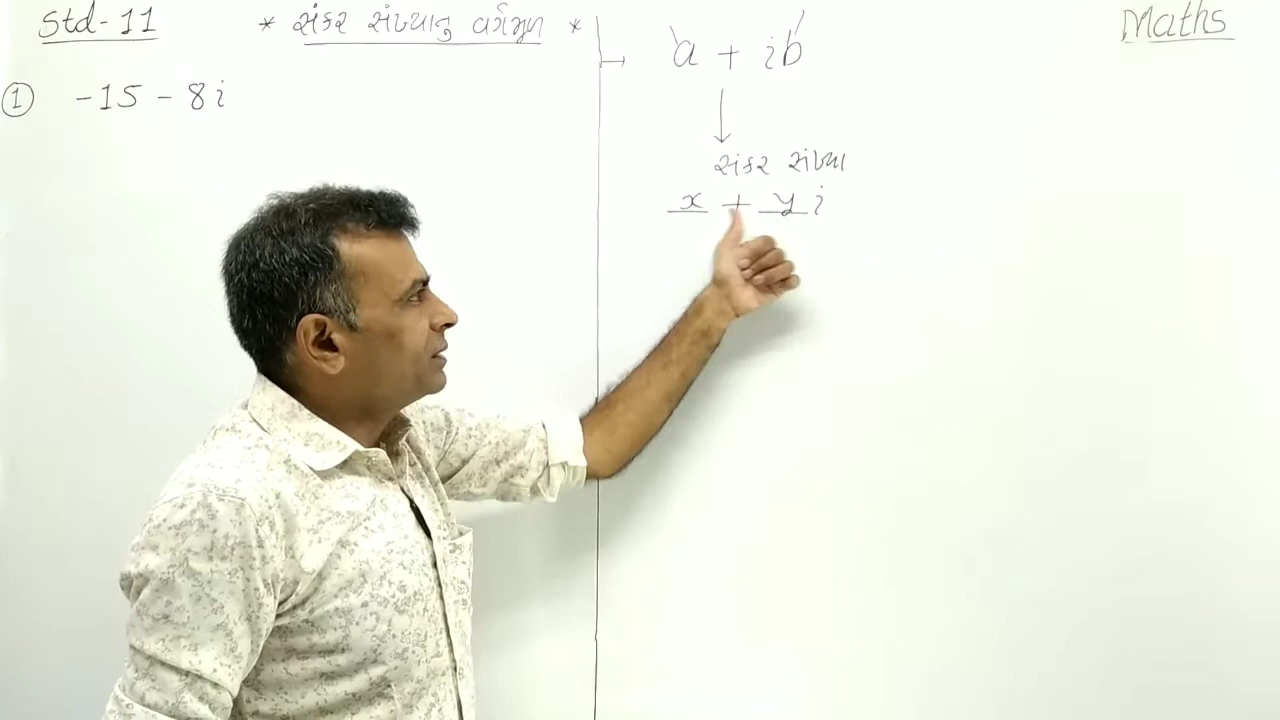 Std-11
* સંકર સંખ્યાનું વર્ગમૂળ *
Maths
① -15 - 8i
→ a + ib
↓
સંકર સંખ્યા
x + yi